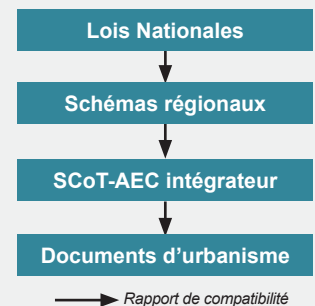 Lois Nationales
Schémas régionaux
SCoT-AEC intégrateur
Documents d'urbanisme
Rapport de compatibilité